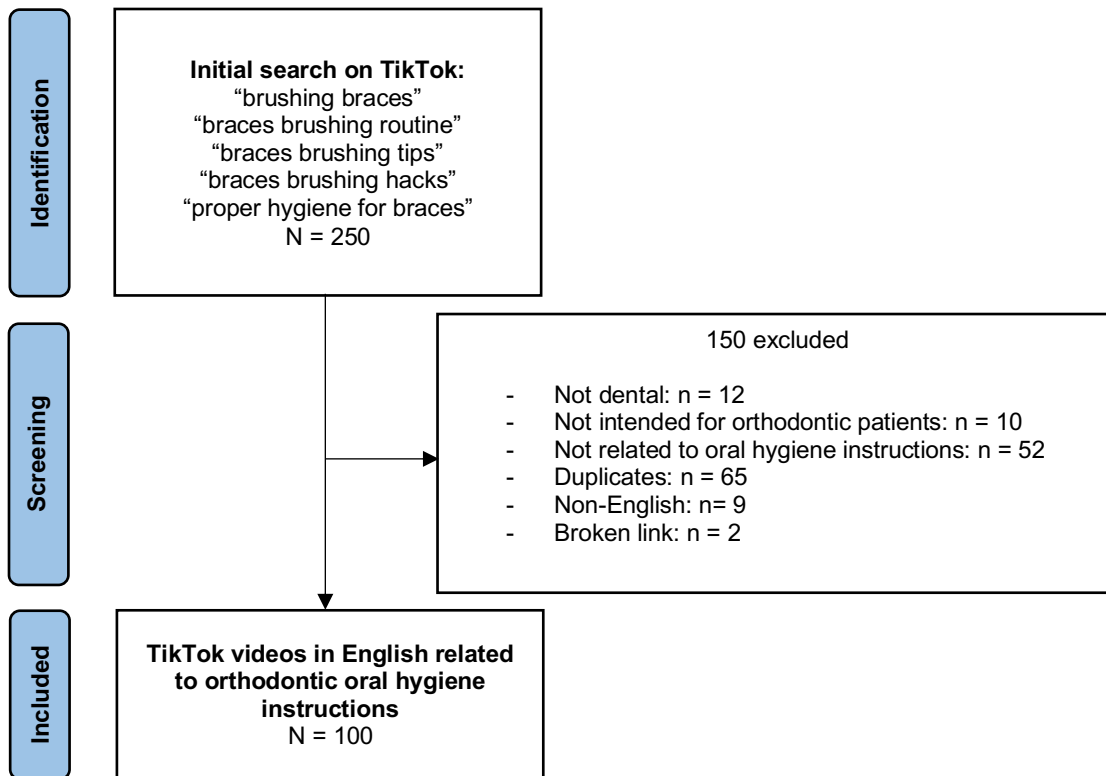 Identification
Initial search on TikTok:
“brushing braces”
“braces brushing routine”
“braces brushing tips”
“braces brushing hacks”
“proper hygiene for braces”
N = 250
Screening
150 excluded
- Not dental: n = 12
- Not intended for orthodontic patients: n = 10
- Not related to oral hygiene instructions: n = 52
- Duplicates: n = 65
- Non-English: n= 9
- Broken link: n = 2
Included
TikTok videos in English related
to orthodontic oral hygiene
instructions
N = 100